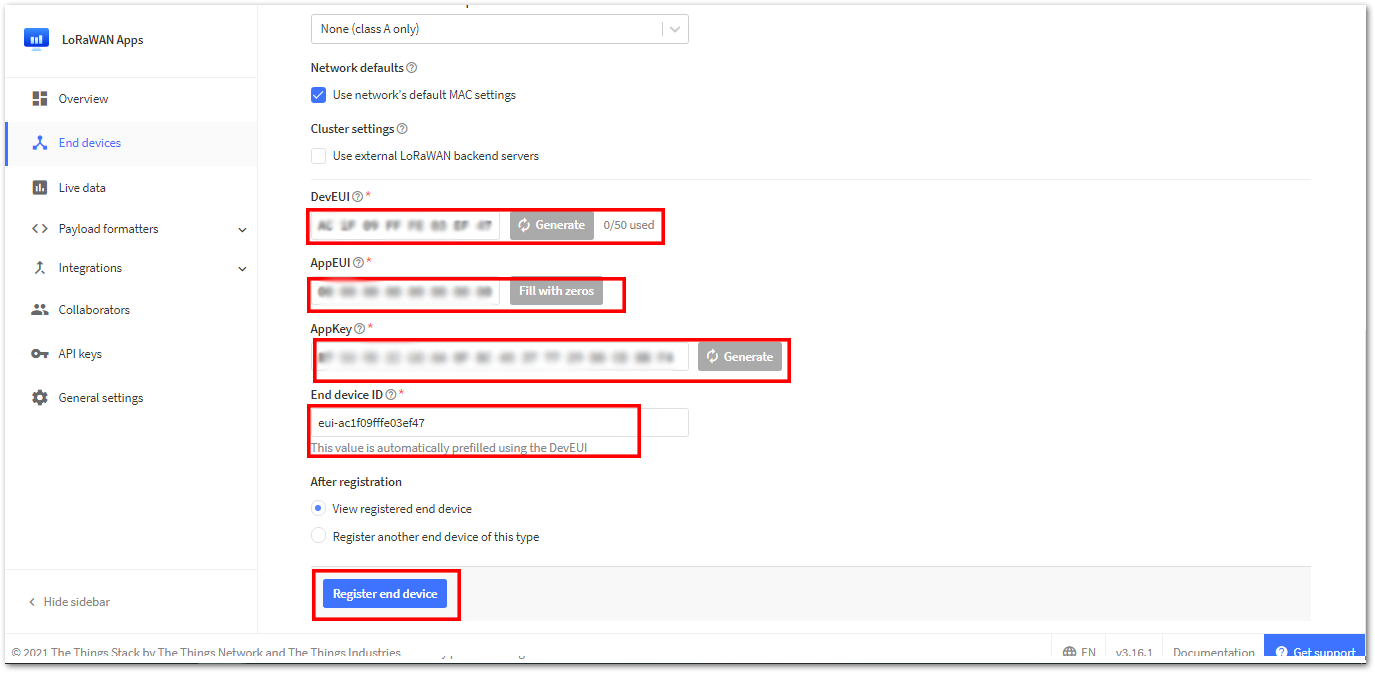 LoRaWAN Apps
Overview
End devices
Live data
Payload formatters
Integrations
Collaborators
API keys
General settings
Hide sidebar
None (class A only)
Network defaults
Use network's default MAC settings
Cluster settings
Use external LoRaWAN backend servers
DevEUI *
Generate 0/50 used
AppEUI *
Fill with zeros
AppKey *
Generate
End device ID *
eui-ac1f09fffe03ef47
This value is automatically prefilled using the DevEUI
After registration
View registered end device
Register another end device of this type
Register end device
© 2021 The Things Stack by The Things Network and The Things Industries
EN v3.16.1 Documentation Get support